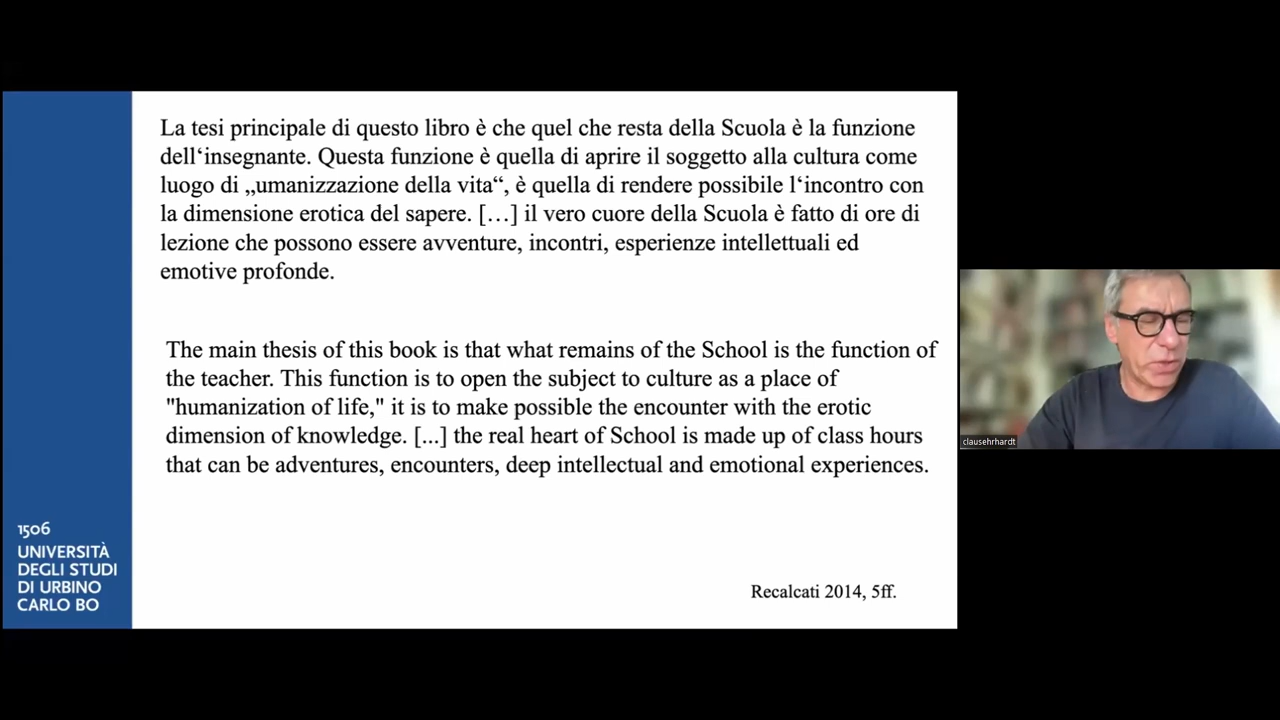 La tesi principale di questo libro è che quel che resta della Scuola è la funzione
dell‘insegnante. Questa funzione è quella di aprire il soggetto alla cultura come
luogo di „umanizzazione della vita“, è quella di rendere possibile l‘incontro con
la dimensione erotica del sapere. […] il vero cuore della Scuola è fatto di ore di
lezione che possono essere avventure, incontri, esperienze intellettuali ed
emotive profonde.
The main thesis of this book is that what remains of the School is the function of
the teacher. This function is to open the subject to culture as a place of
"humanization of life," it is to make possible the encounter with the erotic
dimension of knowledge. [...] the real heart of School is made up of class hours
that can be adventures, encounters, deep intellectual and emotional experiences.
Recalcati 2014, 5ff.
1506
UNIVERSITÀ
DEGLI STUDI
DI URBINO
CARLO BO
clausehrhardt